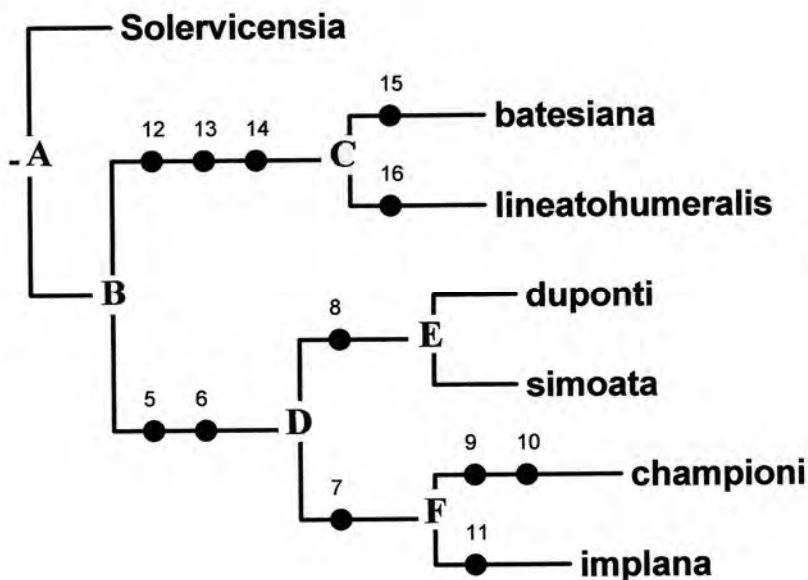 Solervicensia
15
12 13 14 batesiana
A C
16
lineatohumeralis
B duponti
8
E
5 6 simoata
D
9 10
7 championi
F
11
implana